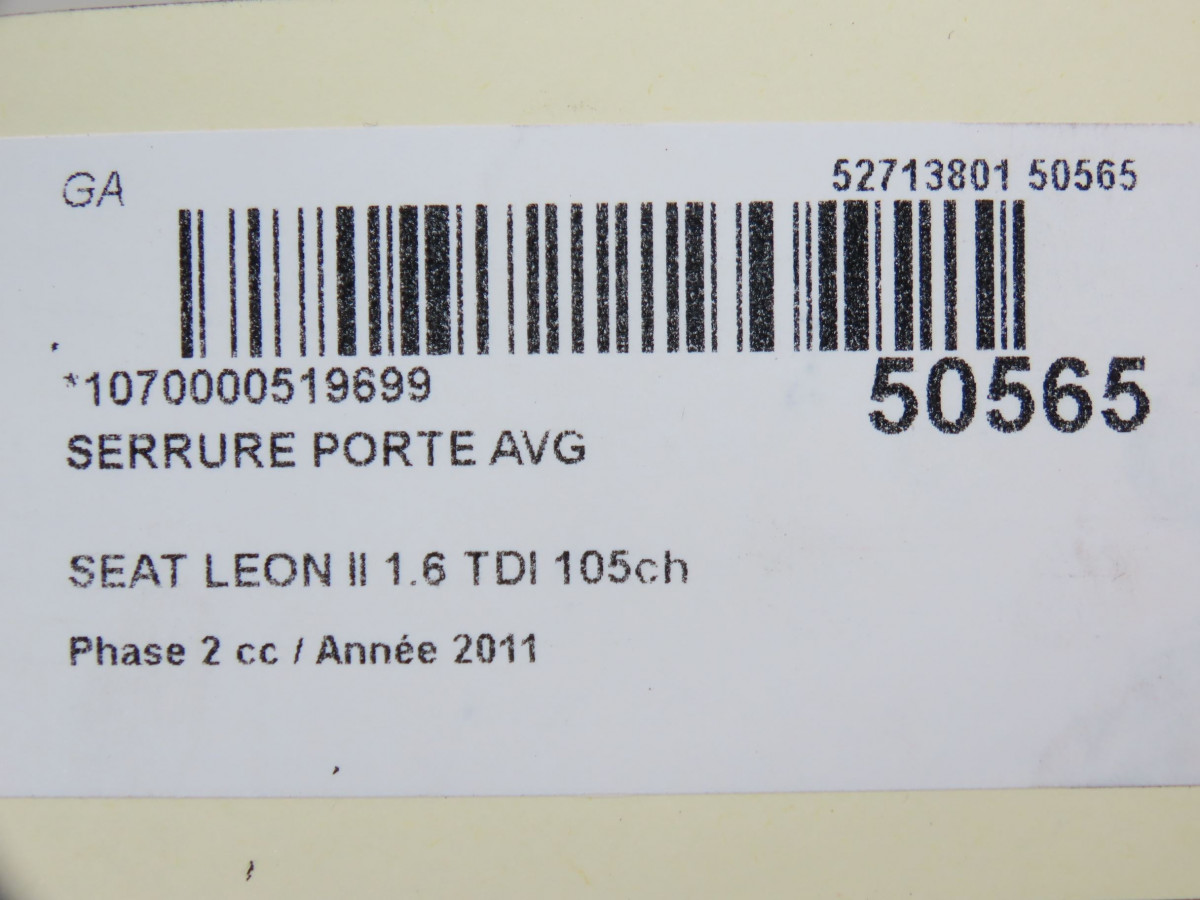 GA
52713801 50565
*1070000519699
50565
SERRURE PORTE AVG
SEAT LEON II 1.6 TDI 105ch
Phase 2 cc / Année 2011